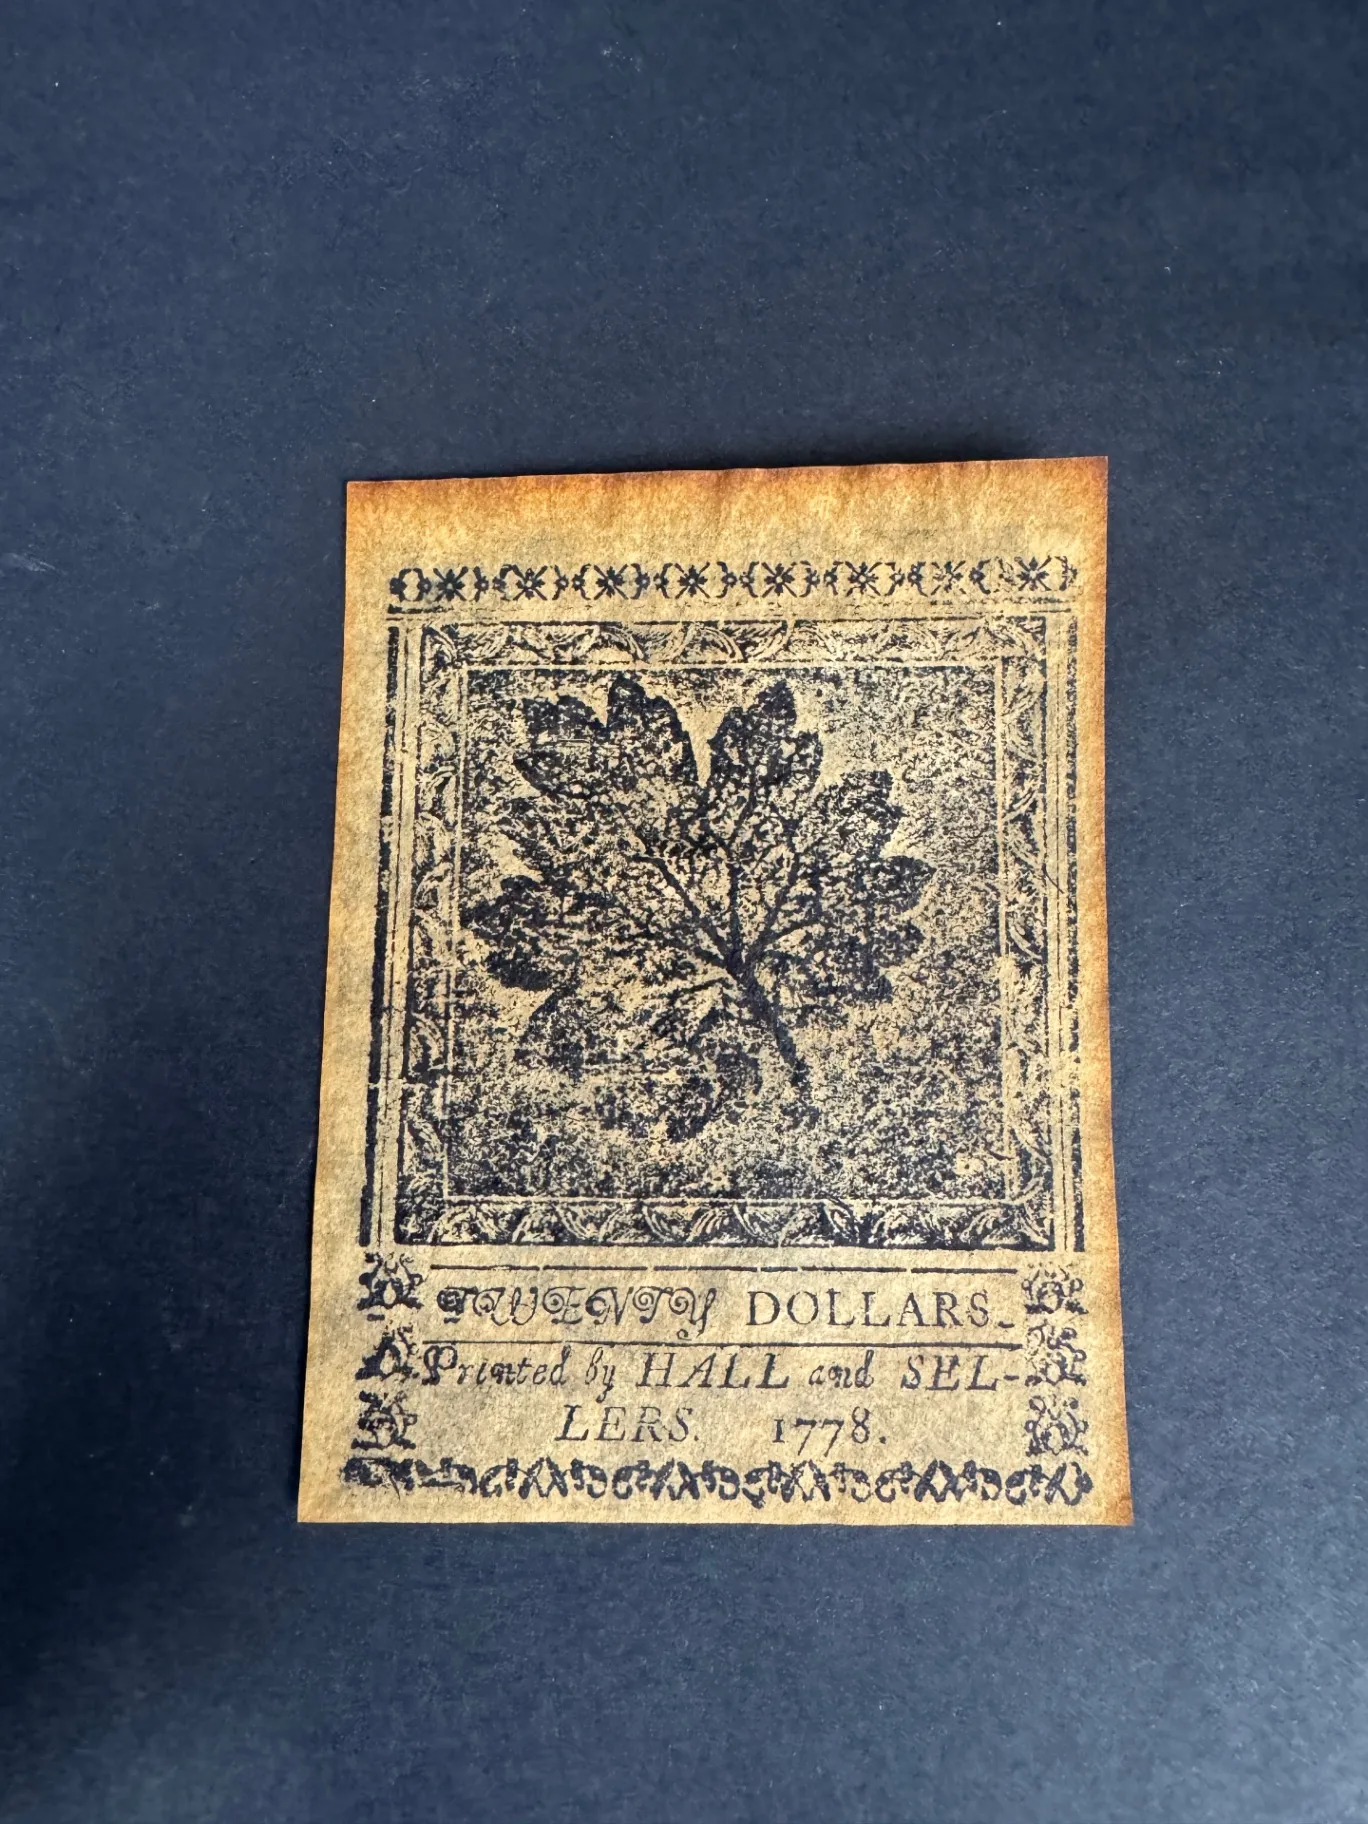 TWENTY DOLLARS.
Printed by HALL and SEL-
LERS. 1778.